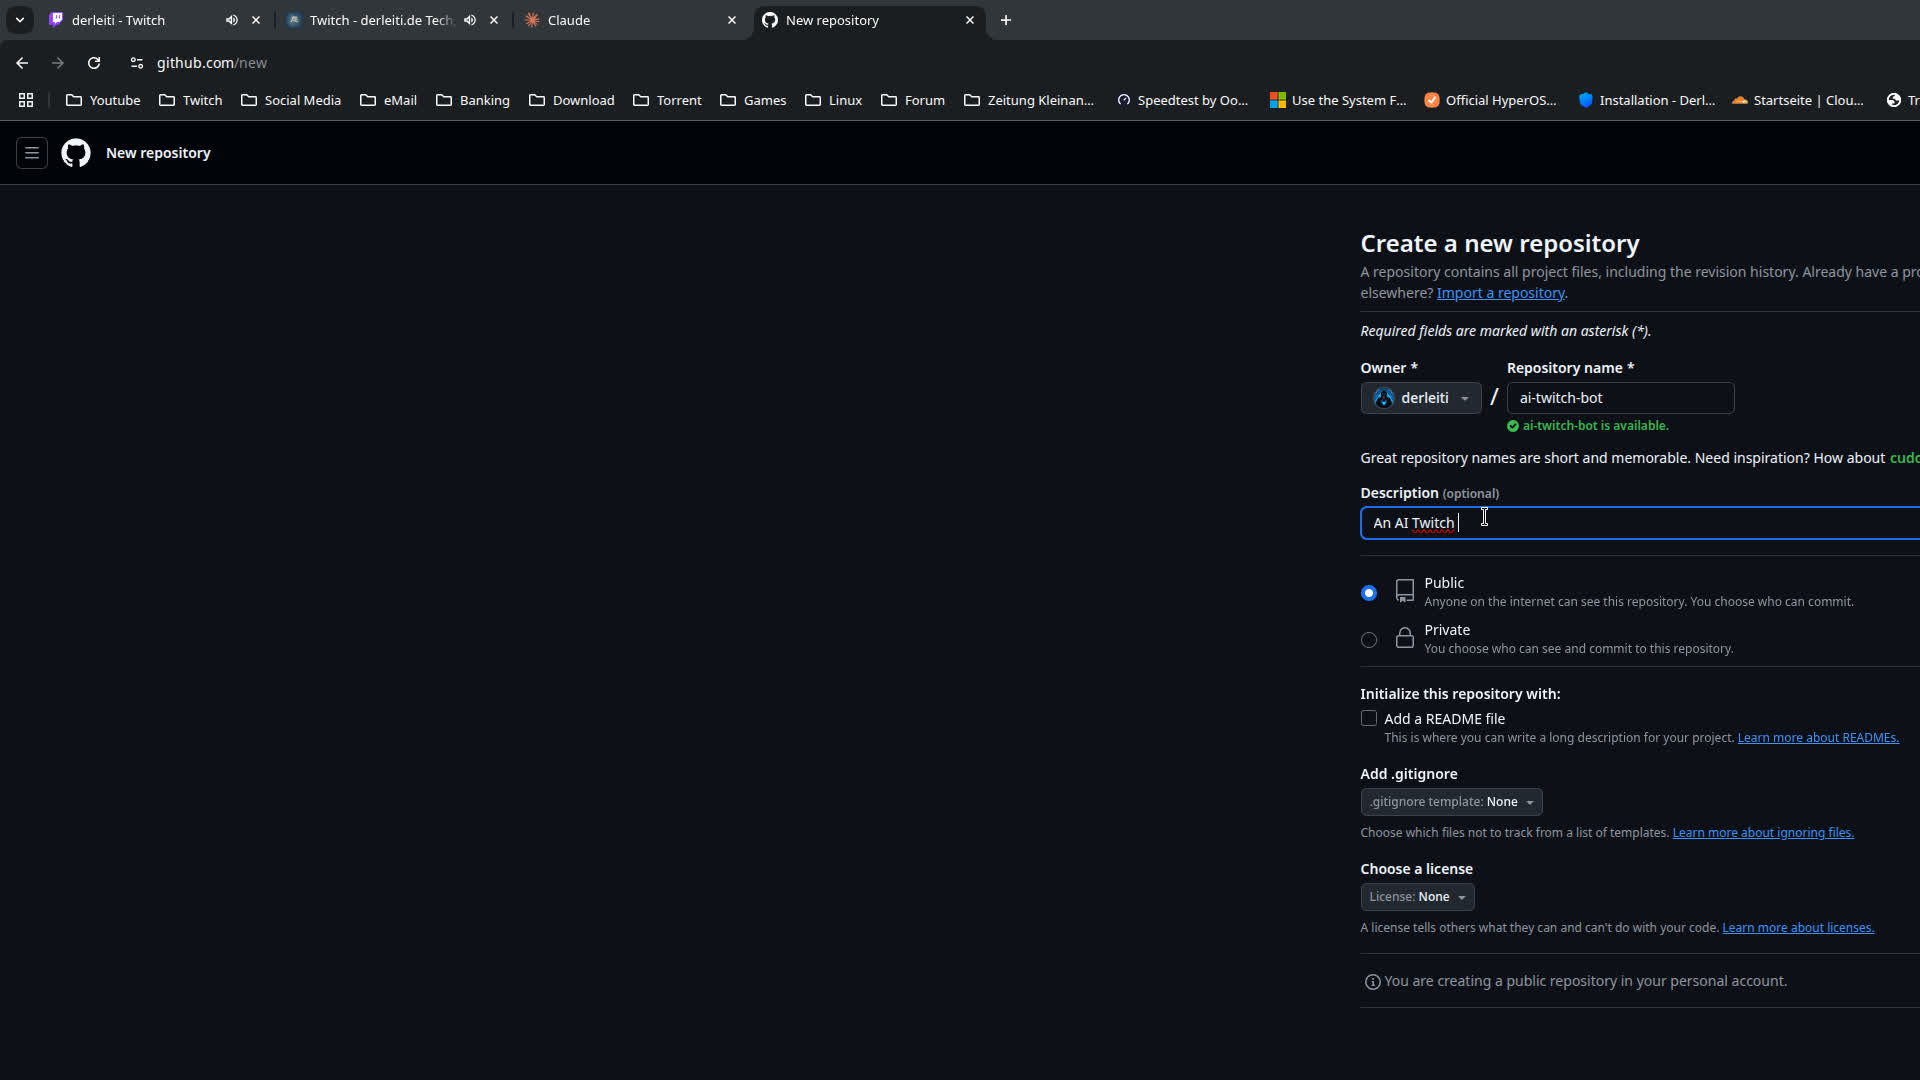 derleiti - Twitch
Twitch - derleiti.de Tech
Claude
New repository
github.com/new
Youtube
Twitch
Social Media
eMail
Banking
Download
Torrent
Games
Linux
Forum
Zeitung Kleinan...
Speedtest by Oo...
Use the System F...
Official HyperOS...
Installation - Derl...
Startseite | Clou...
Tr
New repository
Create a new repository
A repository contains all project files, including the revision history. Already have a pro
elsewhere? Import a repository.
Required fields are marked with an asterisk (*).
Owner *
Repository name *
derleiti
/
ai-twitch-bot
ai-twitch-bot is available.
Great repository names are short and memorable. Need inspiration? How about cudd
Description (optional)
An AI Twitch
Public
Anyone on the internet can see this repository. You choose who can commit.
Private
You choose who can see and commit to this repository.
Initialize this repository with:
Add a README file
This is where you can write a long description for your project. Learn more about READMEs.
Add .gitignore
.gitignore template: None
Choose which files not to track from a list of templates. Learn more about ignoring files.
Choose a license
License: None
A license tells others what they can and can't do with your code. Learn more about licenses.
You are creating a public repository in your personal account.